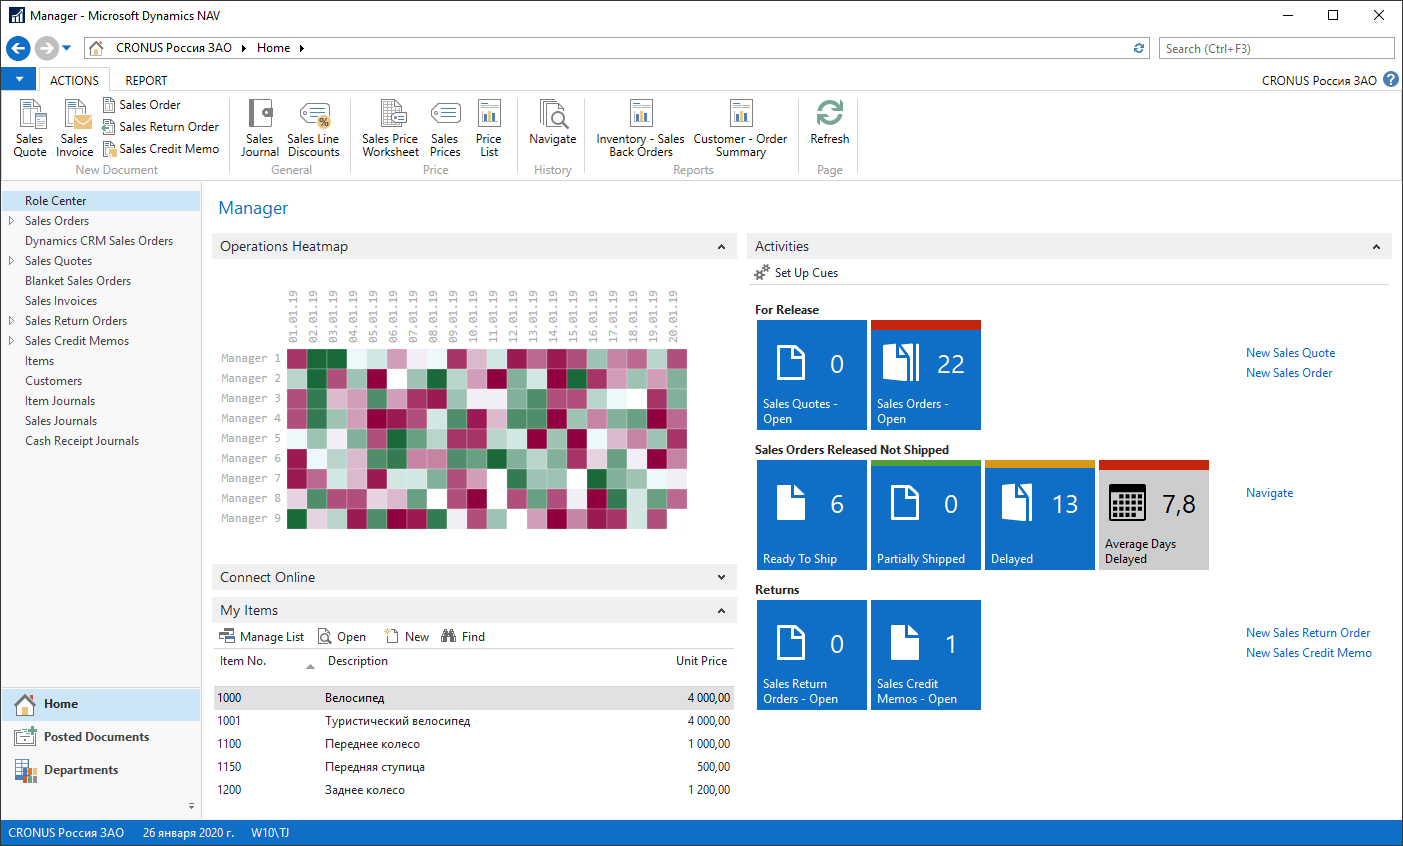 Manager - Microsoft Dynamics NAV
CRONUS Россия ЗАО
Home
Search (Ctrl+F3)
ACTIONS
REPORT
CRONUS Россия ЗАО
Sales Quote
Sales Invoice
Sales Order
Sales Return Order
Sales Credit Memo
New Document
Sales Journal
Sales Line Discounts
General
Sales Price Worksheet
Sales Prices
Price List
Price
Navigate
History
Inventory - Sales Back Orders
Customer - Order Summary
Reports
Refresh
Page
Role Center
Sales Orders
Dynamics CRM Sales Orders
Sales Quotes
Blanket Sales Orders
Sales Invoices
Sales Return Orders
Sales Credit Memos
Items
Customers
Item Journals
Sales Journals
Cash Receipt Journals
Home
Posted Documents
Departments
Manager
Operations Heatmap
01.01.19
02.01.19
03.01.19
04.01.19
05.01.19
06.01.19
07.01.19
08.01.19
09.01.19
10.01.19
11.01.19
12.01.19
13.01.19
14.01.19
15.01.19
16.01.19
17.01.19
18.01.19
19.01.19
20.01.19
Manager 1
Manager 2
Manager 3
Manager 4
Manager 5
Manager 6
Manager 7
Manager 8
Manager 9
Connect Online
My Items
Manage List
Open
New
Find
Item No. Description Unit Price
1000 Велосипед 4 000,00
1001 Туристический велосипед 4 000,00
1100 Переднее колесо 1 000,00
1150 Передняя ступица 500,00
1200 Заднее колесо 1 200,00
Activities
Set Up Cues
For Release
0
Sales Quotes -
Open
22
Sales Orders -
Open
New Sales Quote
New Sales Order
Sales Orders Released Not Shipped
6
Ready To Ship
0
Partially Shipped
13
Delayed
7,8
Average Days
Delayed
Navigate
Returns
0
Sales Return
Orders - Open
1
Sales Credit
Memos - Open
New Sales Return Order
New Sales Credit Memo
CRONUS Россия ЗАО
26 января 2020 г.
W10\TJ